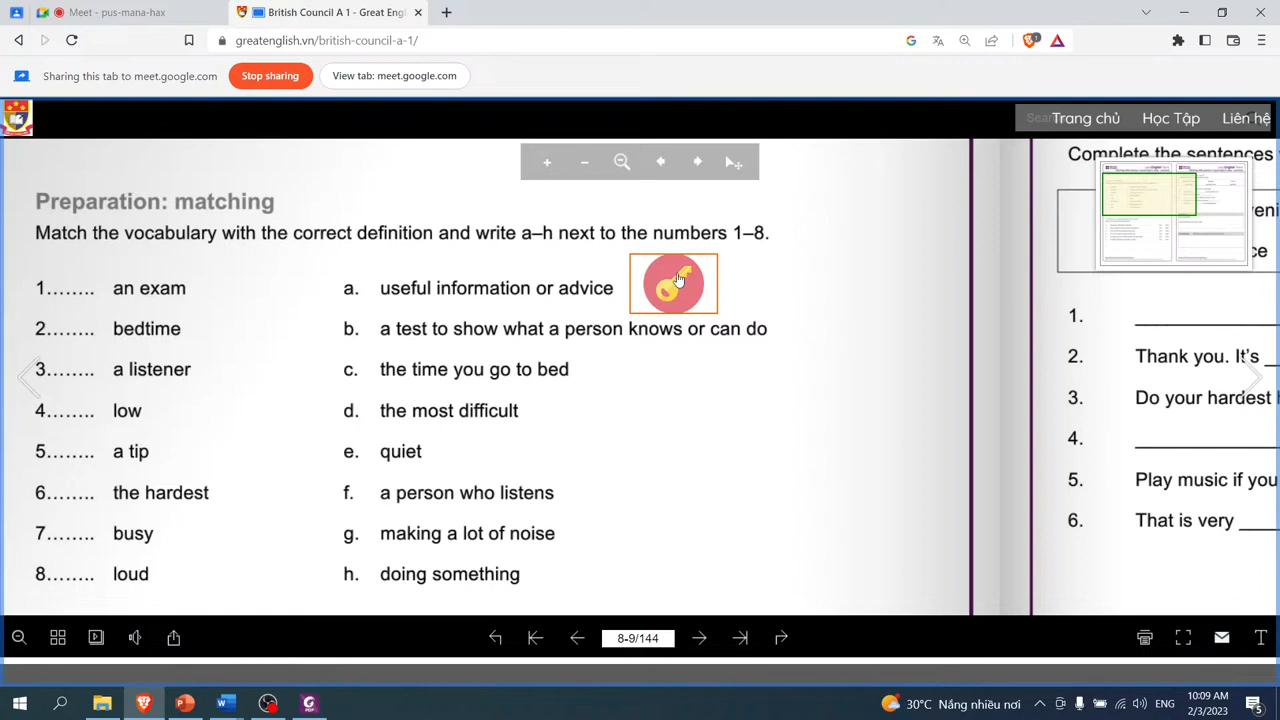 Meet - pus-mana-hax
British Council A 1 - Great Engl
greatenglish.vn/british-council-a-1/
Sharing this tab to meet.google.com
Stop sharing
View tab: meet.google.com
Trang chủ
Học Tập
Liên hệ
Preparation: matching
Match the vocabulary with the correct definition and write a–h next to the numbers 1–8.
1........ an exam a. useful information or advice
2........ bedtime b. a test to show what a person knows or can do
3........ a listener c. the time you go to bed
4........ low d. the most difficult
5........ a tip e. quiet
6........ the hardest f. a person who listens
7........ busy g. making a lot of noise
8........ loud h. doing something
Complete the sentences
1. ____________
2. Thank you. It's _
3. Do your hardest
4. ____________
5. Play music if you
6. That is very ____
8-9/144
30°C Nắng nhiều nơi
ENG
10:09 AM
2/3/2023
5